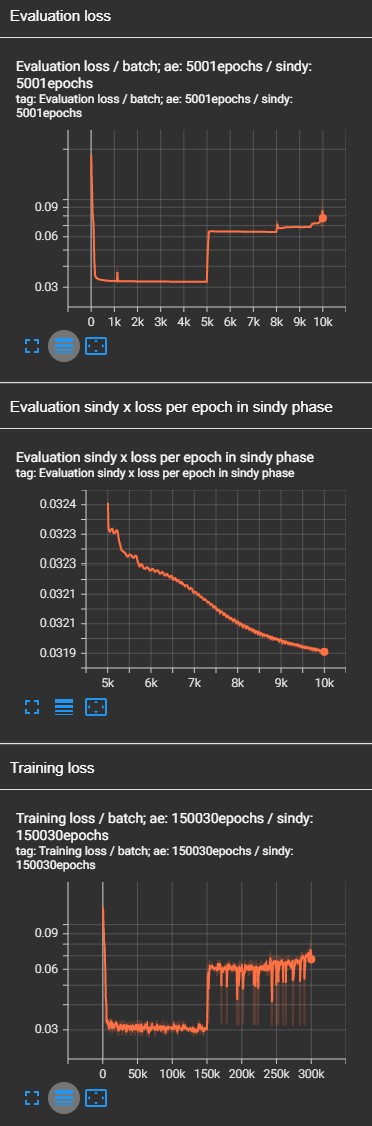 Evaluation loss
Evaluation loss / batch; ae: 5001epochs / sindy:
5001epochs
tag: Evaluation loss / batch; ae: 5001epochs / sindy:
5001epochs
0.09
0.06
0.03
0 1k 2k 3k 4k 5k 6k 7k 8k 9k 10k
Evaluation sindy x loss per epoch in sindy phase
Evaluation sindy x loss per epoch in sindy phase
tag: Evaluation sindy x loss per epoch in sindy phase
0.0324
0.0323
0.0323
0.0321
0.0321
0.0319
5k 6k 7k 8k 9k 10k
Training loss
Training loss / batch; ae: 150030epochs / sindy:
150030epochs
tag: Training loss / batch; ae: 150030epochs / sindy:
150030epochs
0.09
0.06
0.03
0 50k 100k 150k 200k 250k 300k